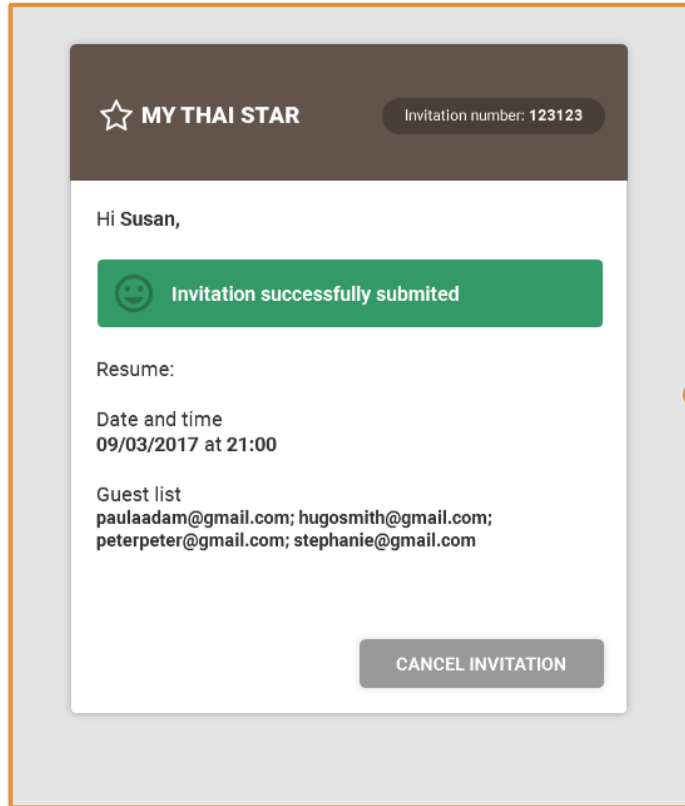 MY THAI STAR
Invitation number: 123123
Hi Susan,
Invitation successfully submited
Resume:
Date and time
09/03/2017 at 21:00
Guest list
paulaadam@gmail.com; hugosmith@gmail.com;
peterpeter@gmail.com; stephanie@gmail.com
CANCEL INVITATION